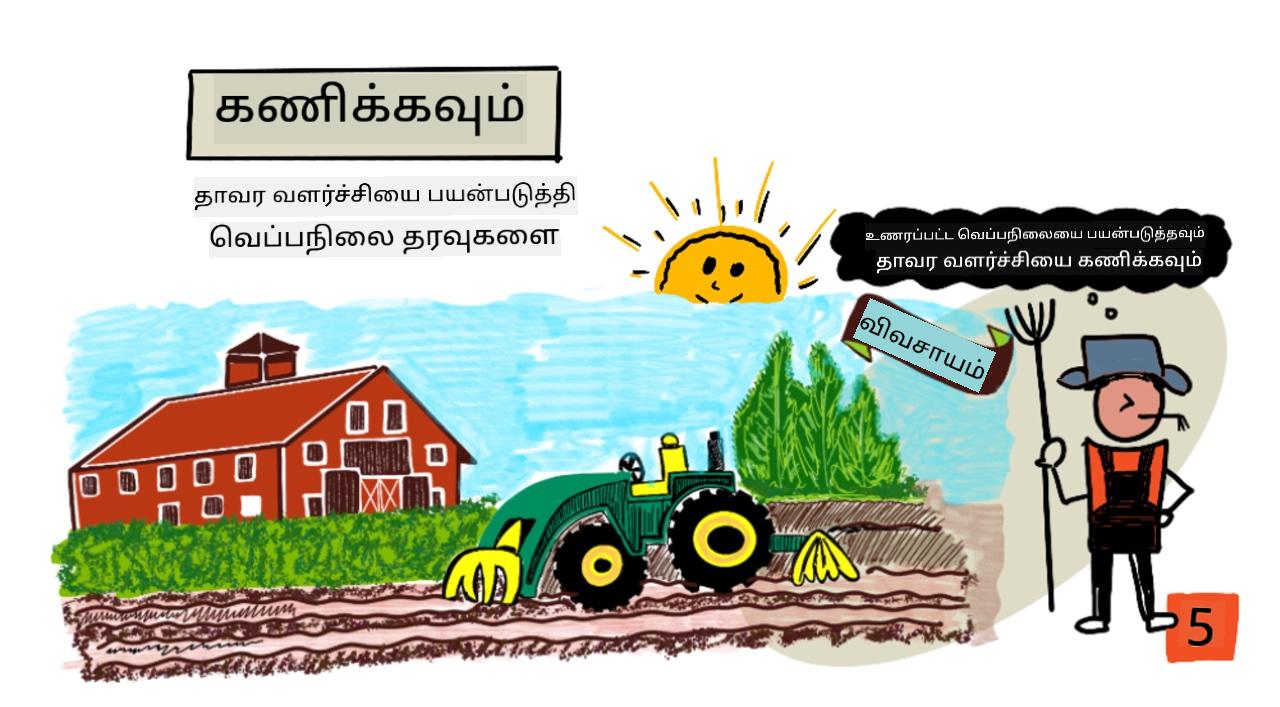 கணிக்கவும்
தாவர வளர்ச்சியை பயன்படுத்தி
வெப்பநிலை தரவுகளை
உணரப்பட்ட வெப்பநிலையை பயன்படுத்தவும்
தாவர வளர்ச்சியை கணிக்கவும்
விவசாயம்
5